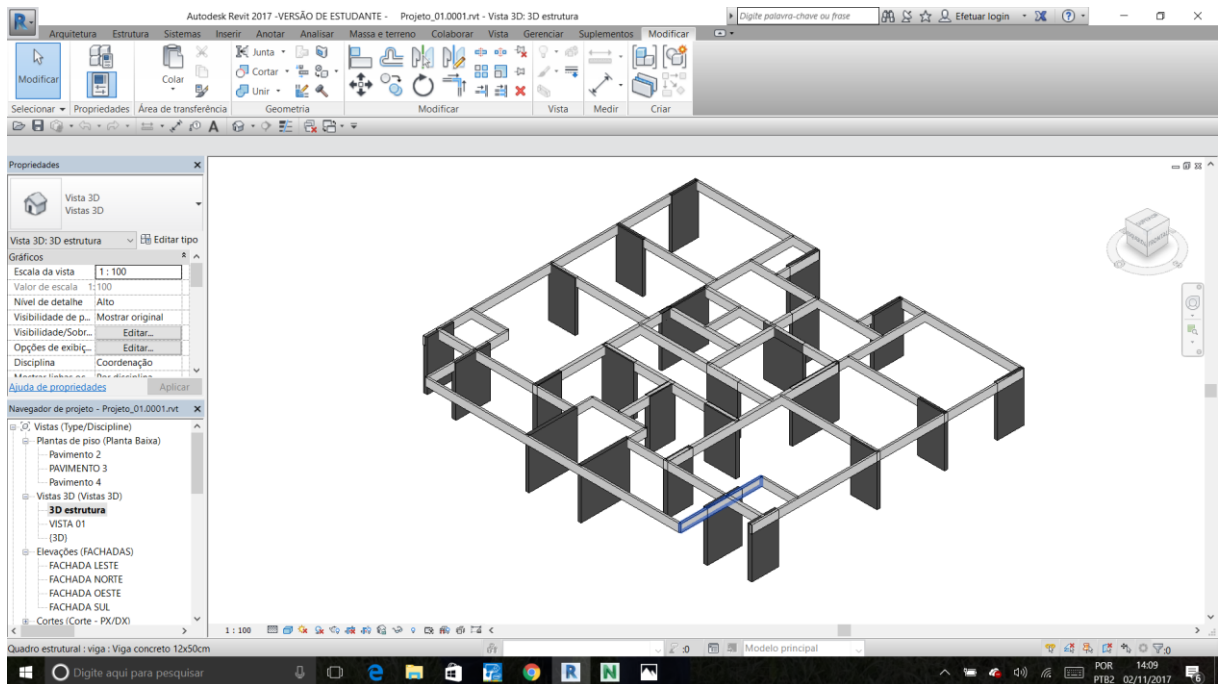 Autodesk Revit 2017 -VERSÃO DE ESTUDANTE - Projeto_01.0001.rvt - Vista 3D: 3D estrutura
Digite palavra-chave ou frase
Efetuar login
Arquitetura Estrutura Sistemas Inserir Anotar Analisar Massa e terreno Colaborar Vista Gerenciar Suplementos Modificar
Modificar
Colar
Junta
Cortar
Unir
Selecionar Propriedades Área de transferência Geometria Modificar Vista Medir Criar
Propriedades
Vista 3D
Vistas 3D
Vista 3D: 3D estrutura Editar tipo
Gráficos
Escala da vista 1 : 100
Valor de escala 1: 100
Nível de detalhe Alto
Visibilidade de p... Mostrar original
Visibilidade/Sobr... Editar...
Opções de exibiç... Editar...
Disciplina Coordenação
Ajuda de propriedades Aplicar
Navegador de projeto - Projeto_01.0001.rvt
Vistas (Type/Discipline)
Plantas de piso (Planta Baixa)
Pavimento 2
PAVIMENTO 3
Pavimento 4
Vistas 3D (Vistas 3D)
3D estrutura
VISTA 01
{3D}
Elevações (FACHADAS)
FACHADA LESTE
FACHADA NORTE
FACHADA OESTE
FACHADA SUL
Cortes (Corte - PX/DX)
1 : 100
Quadro estrutural : viga : Viga concreto 12x50cm
:0
Modelo principal
:0
Digite aqui para pesquisar
POR
PTB2
14:09
02/11/2017